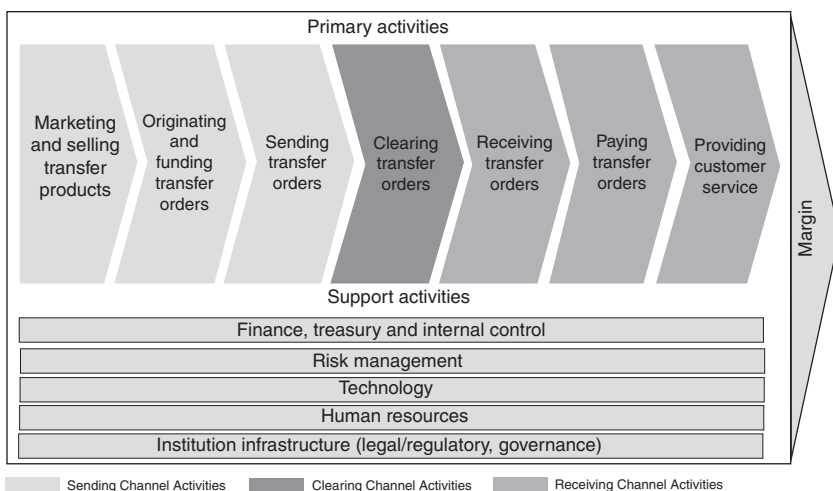 Primary activities
Marketing
and selling
transfer
products
Originating
and
funding
transfer
orders
Sending
transfer
orders
Clearing
transfer
orders
Receiving
transfer
orders
Paying
transfer
orders
Providing
customer
service
Margin
Support activities
Finance, treasury and internal control
Risk management
Technology
Human resources
Institution infrastructure (legal/regulatory, governance)
Sending Channel Activities
Clearing Channel Activities
Receiving Channel Activities